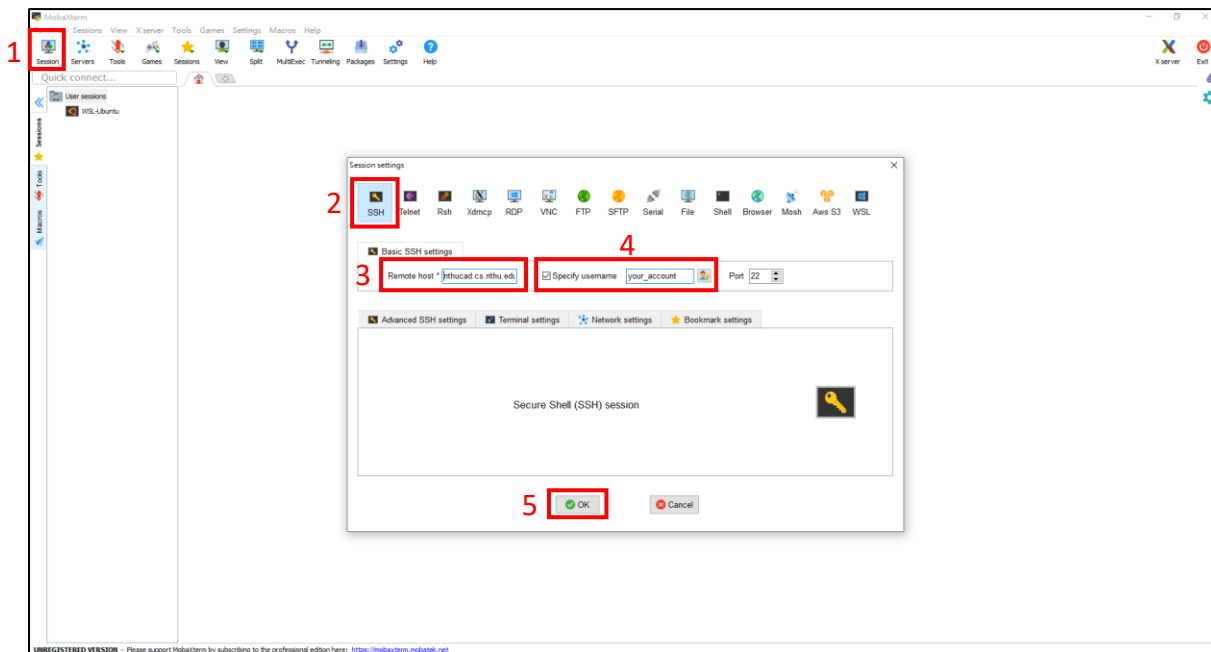 MobaXterm
Sessions View X server Tools Games Settings Macros Help
1
Session Servers Tools Games Sessions View Split MultiExec Tunneling Packages Settings Help X server Exit
Quick connect...
User sessions
WSL-Ubuntu
Sessions
Tools
Macros
Session settings
2
SSH Telnet Rsh Xdmcp RDP VNC FTP SFTP Serial File Shell Browser Mosh Aws S3 WSL
4
Basic SSH settings
3
Remote host * nthucad.cs.nthu.edu Specify username your_account Port 22
Advanced SSH settings Terminal settings Network settings Bookmark settings
Secure Shell (SSH) session
5
OK Cancel
UNREGISTERED VERSION - Please support MobaXterm by subscribing to the professional edition here: https://mobaxterm.mobatek.net